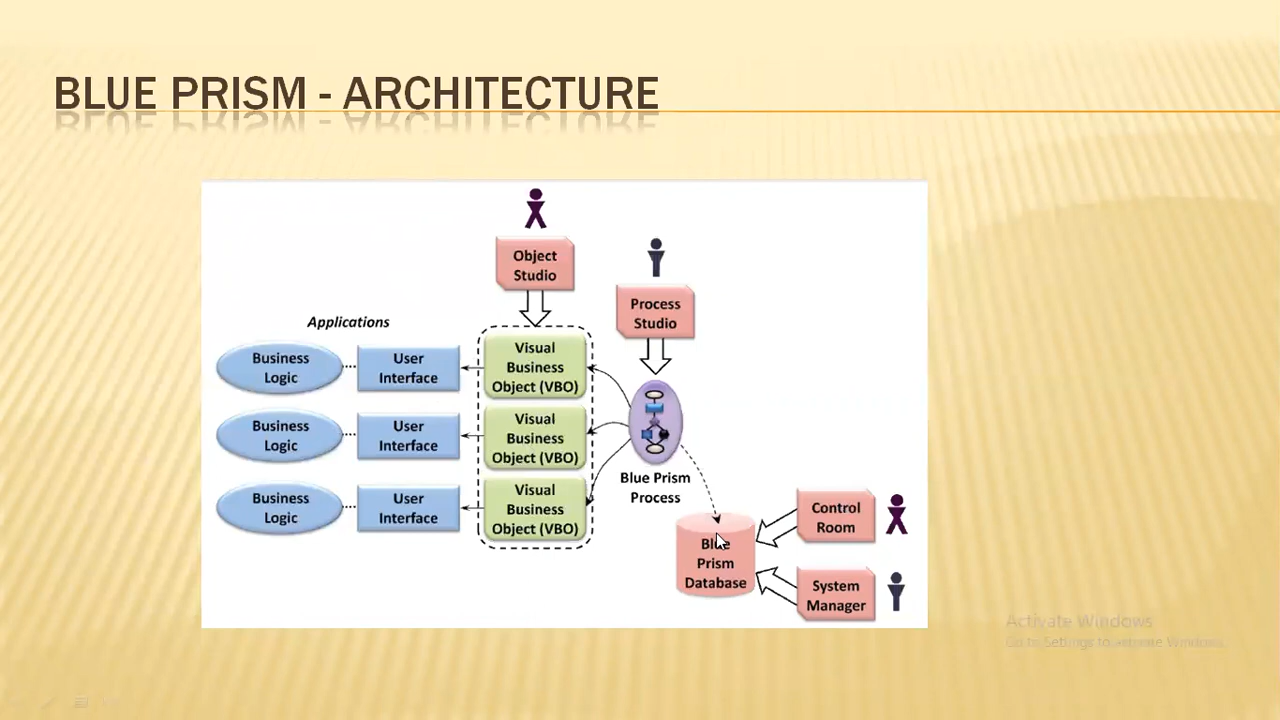 BLUE PRISM - ARCHITECTURE
Object
Studio
Process
Studio
Applications
Business
Logic
User
Interface
Visual
Business
Object (VBO)
Business
Logic
User
Interface
Visual
Business
Object (VBO)
Business
Logic
User
Interface
Visual
Business
Object (VBO)
Blue Prism
Process
Blue
Prism
Database
Control
Room
System
Manager
Activate Windows
Go to Settings to activate Windows.